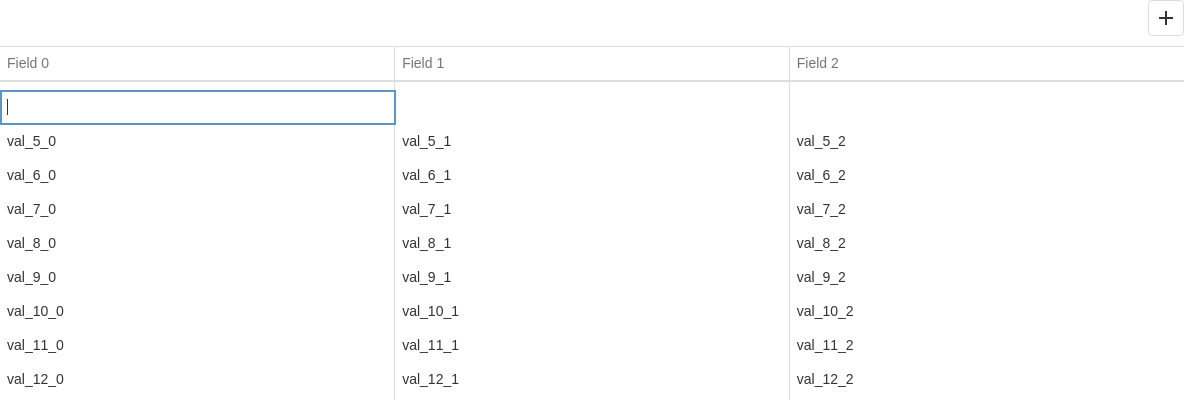 Field 0 Field 1 Field 2
val_5_0 val_5_1 val_5_2
val_6_0 val_6_1 val_6_2
val_7_0 val_7_1 val_7_2
val_8_0 val_8_1 val_8_2
val_9_0 val_9_1 val_9_2
val_10_0 val_10_1 val_10_2
val_11_0 val_11_1 val_11_2
val_12_0 val_12_1 val_12_2